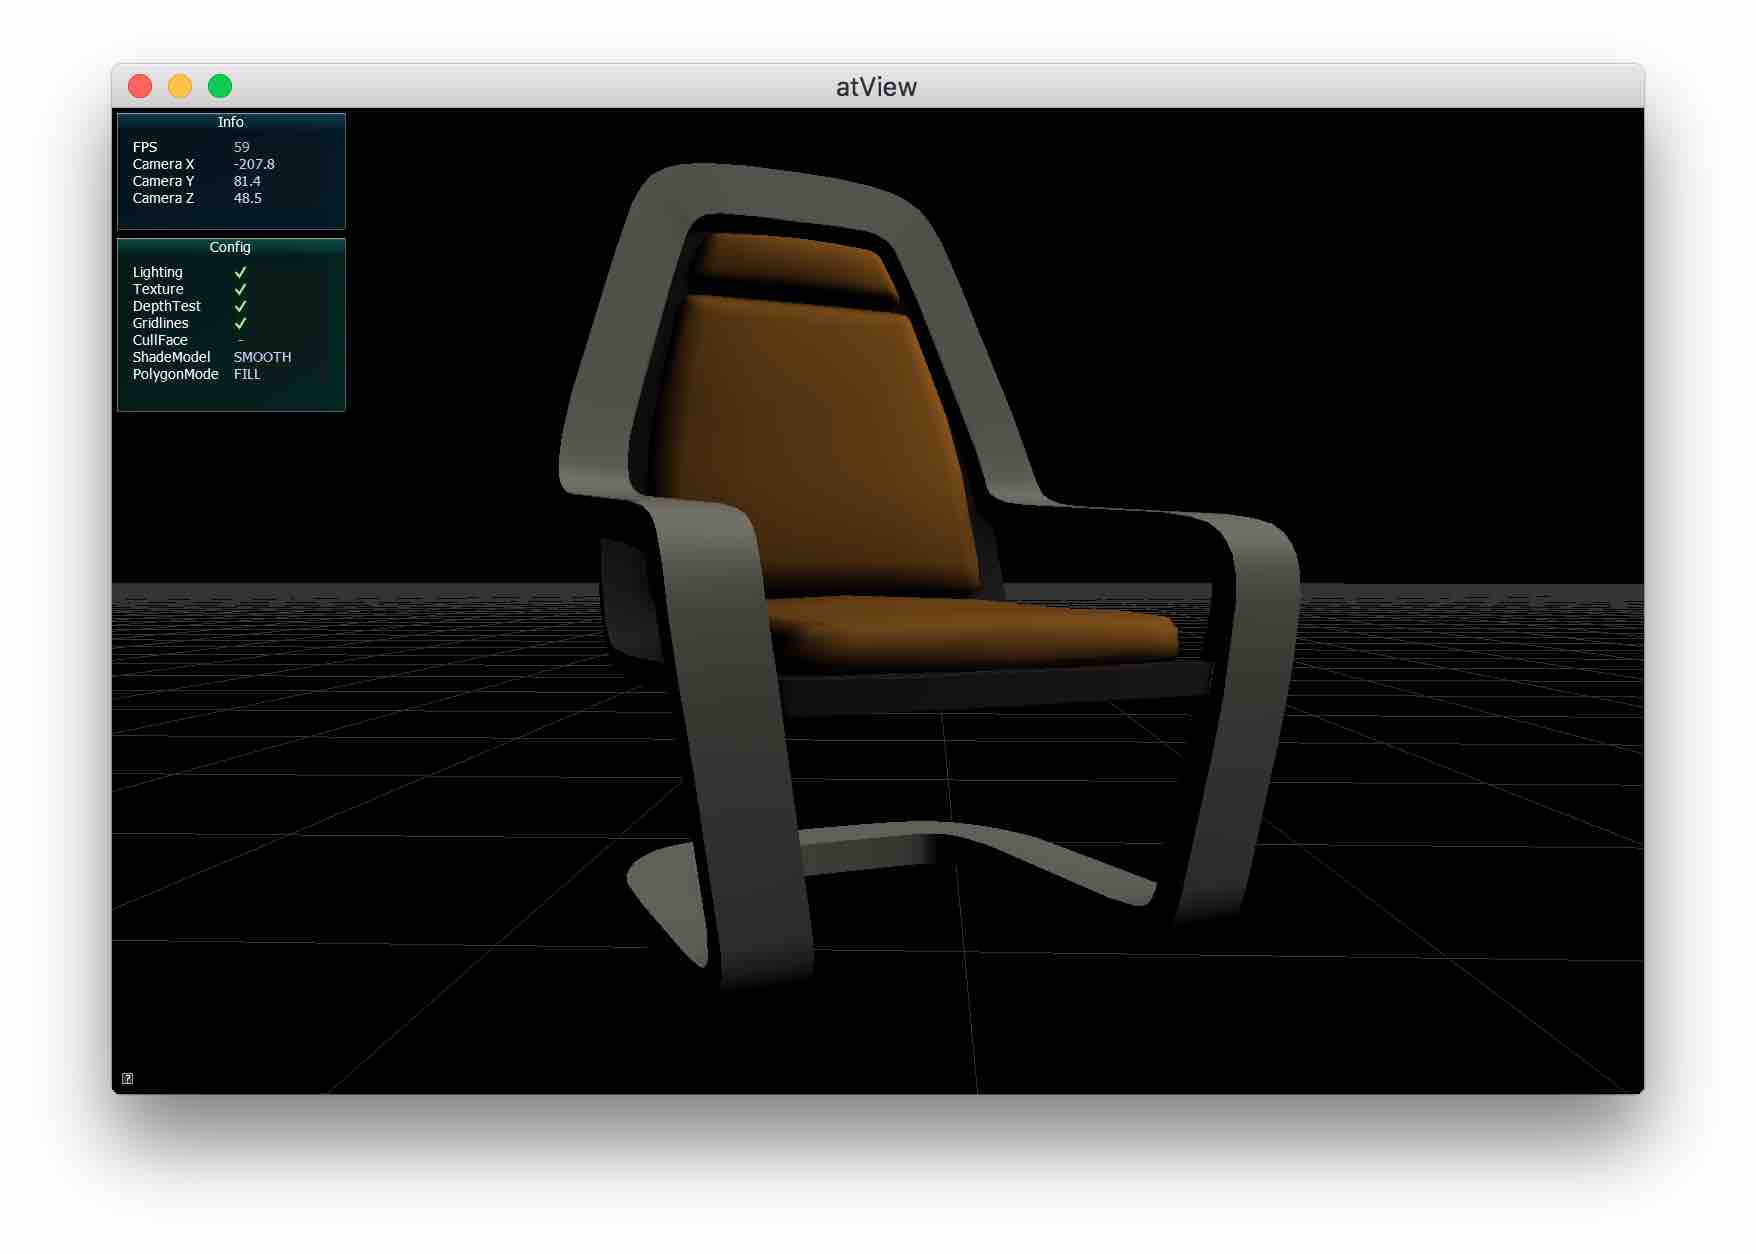 atView
Info
FPS 59
Camera X -207.8
Camera Y 81.4
Camera Z 48.5
Config
Lighting ✓
Texture ✓
DepthTest ✓
Gridlines ✓
CullFace -
ShadeModel SMOOTH
PolygonMode FILL
?